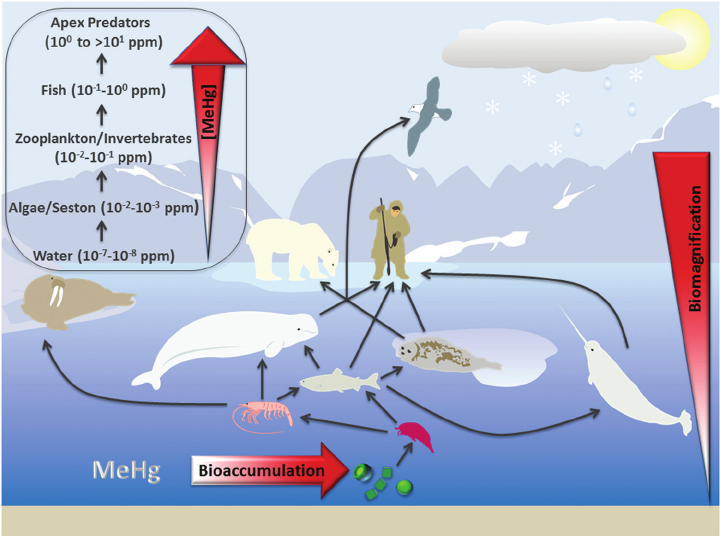 Apex Predators
(10⁰ to >10¹ ppm)
Fish (10⁻¹-10⁰ ppm)
Zooplankton/Invertebrates
(10⁻²-10⁻¹ ppm)
Algae/Seston (10⁻²-10⁻³ ppm)
Water (10⁻⁷-10⁻⁸ ppm)
[MeHg]
Biomagnification
MeHg
Bioaccumulation